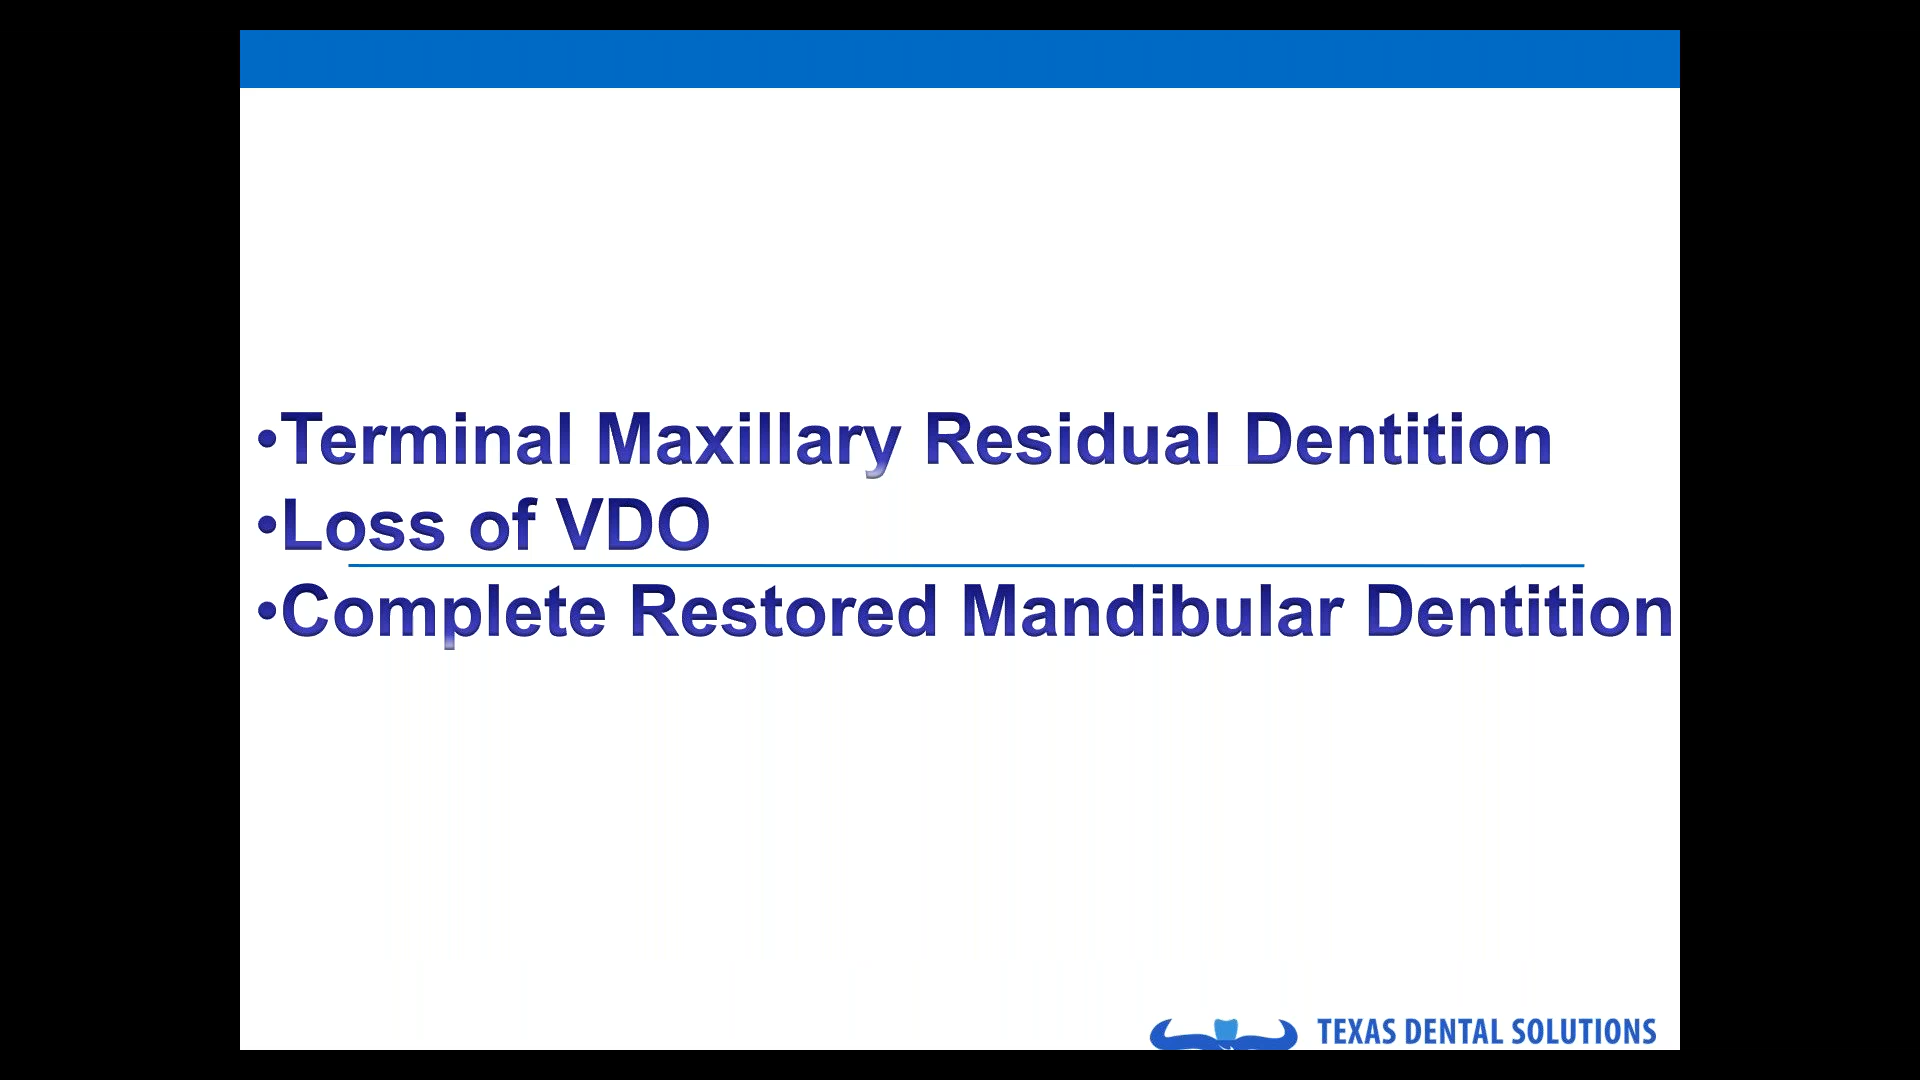 •Terminal Maxillary Residual Dentition
•Loss of VDO
•Complete Restored Mandibular Dentition
TEXAS DENTAL SOLUTIONS